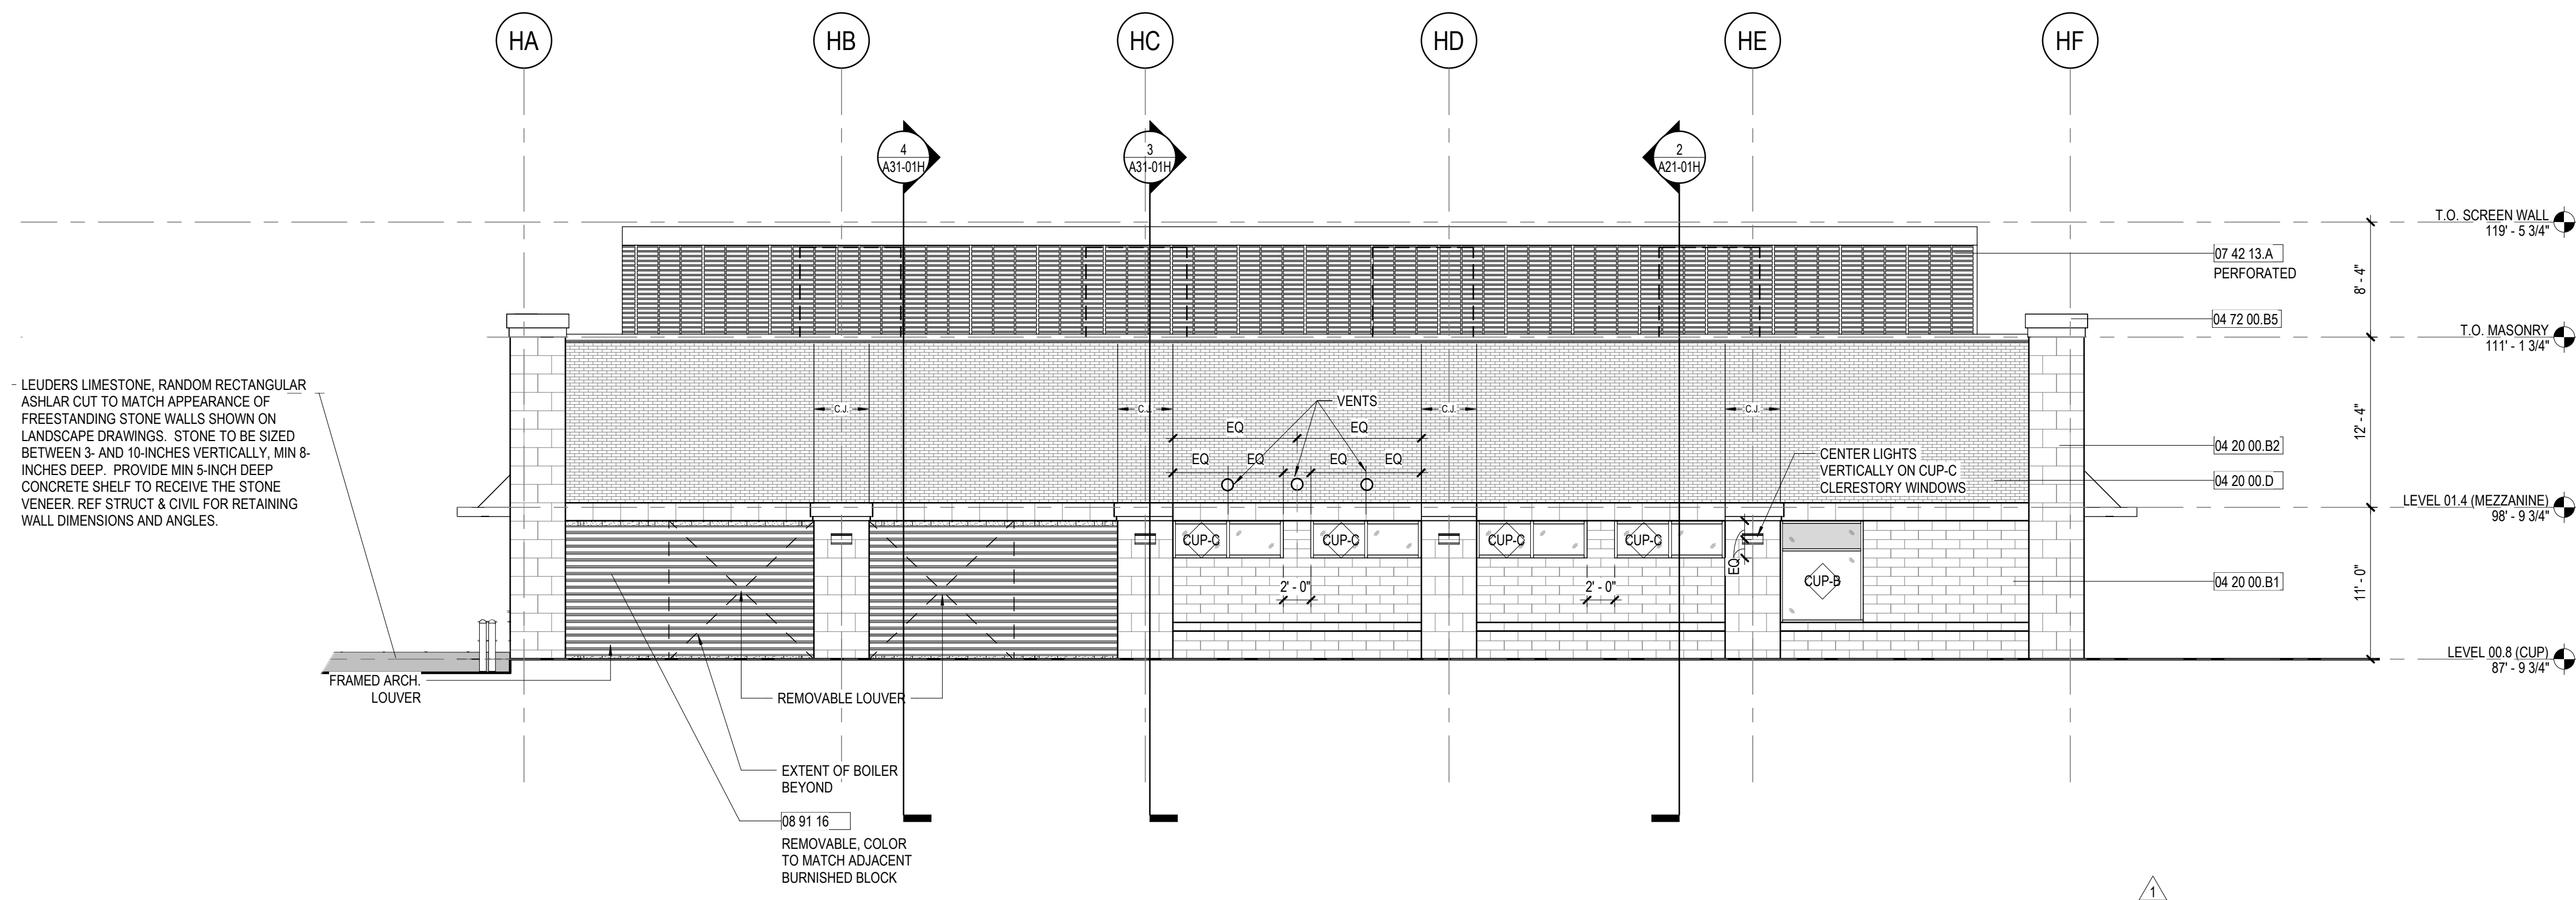 HA
HB
HC
HD
HE
HF
4
A31-01H
3
A31-01H
2
A21-01H
T.O. SCREEN WALL
119' - 5 3/4"
07 42 13.A
PERFORATED
8' - 4"
04 72 00.B5
T.O. MASONRY
111' - 1 3/4"
LEUDERS LIMESTONE, RANDOM RECTANGULAR
ASHLAR CUT TO MATCH APPEARANCE OF
FREESTANDING STONE WALLS SHOWN ON
LANDSCAPE DRAWINGS. STONE TO BE SIZED
BETWEEN 3- AND 10-INCHES VERTICALLY, MIN 8-
INCHES DEEP. PROVIDE MIN 5-INCH DEEP
CONCRETE SHELF TO RECEIVE THE STONE
VENEER. REF STRUCT & CIVIL FOR RETAINING
WALL DIMENSIONS AND ANGLES.
C.J.
C.J.
C.J.
C.J.
VENTS
EQ
EQ
EQ
EQ
EQ
EQ
12' - 4"
04 20 00.B2
CENTER LIGHTS
VERTICALLY ON CUP-C
CLERESTORY WINDOWS
04 20 00.D
LEVEL 01.4 (MEZZANINE)
98' - 9 3/4"
CUP-C
CUP-C
CUP-C
CUP-C
EQ
CUP-B
2' - 0"
2' - 0"
04 20 00.B1
11' - 0"
LEVEL 00.8 (CUP)
87' - 9 3/4"
FRAMED ARCH.
LOUVER
REMOVABLE LOUVER
EXTENT OF BOILER
BEYOND
08 91 16
REMOVABLE, COLOR
TO MATCH ADJACENT
BURNISHED BLOCK
1